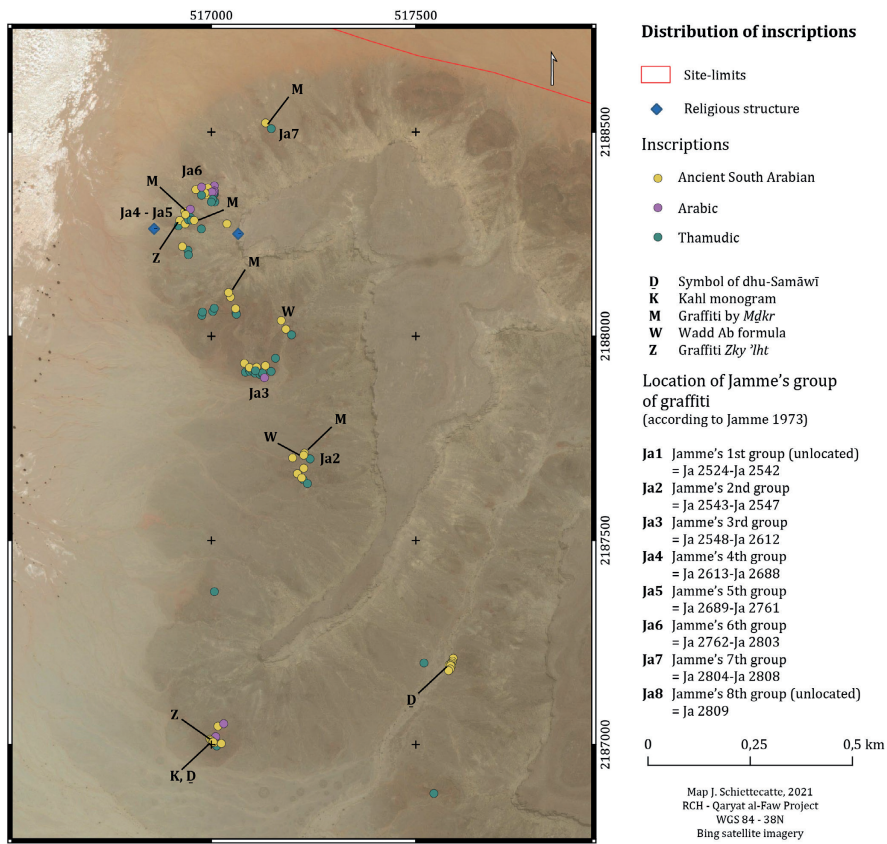 517000
517500
2188500
2188000
2187500
2187000
M
Ja7
Ja6
M
M
Ja4 - Ja5
Z
M
W
Ja3
M
W
Ja2
D̲
Z
K, D̲
Distribution of inscriptions
Site-limits
Religious structure
Inscriptions
Ancient South Arabian
Arabic
Thamudic
D̲ Symbol of dhu-Samāwī
K Kahl monogram
M Graffiti by Mḏkr
W Wadd Ab formula
Z Graffiti Zky ʾlht
Location of Jamme's group
of graffiti
(according to Jamme 1973)
Ja1 Jamme's 1st group (unlocated)
= Ja 2524-Ja 2542
Ja2 Jamme's 2nd group
= Ja 2543-Ja 2547
Ja3 Jamme's 3rd group
= Ja 2548-Ja 2612
Ja4 Jamme's 4th group
= Ja 2613-Ja 2688
Ja5 Jamme's 5th group
= Ja 2689-Ja 2761
Ja6 Jamme's 6th group
= Ja 2762-Ja 2803
Ja7 Jamme's 7th group
= Ja 2804-Ja 2808
Ja8 Jamme's 8th group (unlocated)
= Ja 2809
0 0,25 0,5 km
Map J. Schiettecatte, 2021
RCH - Qaryat al-Faw Project
WGS 84 - 38N
Bing satellite imagery